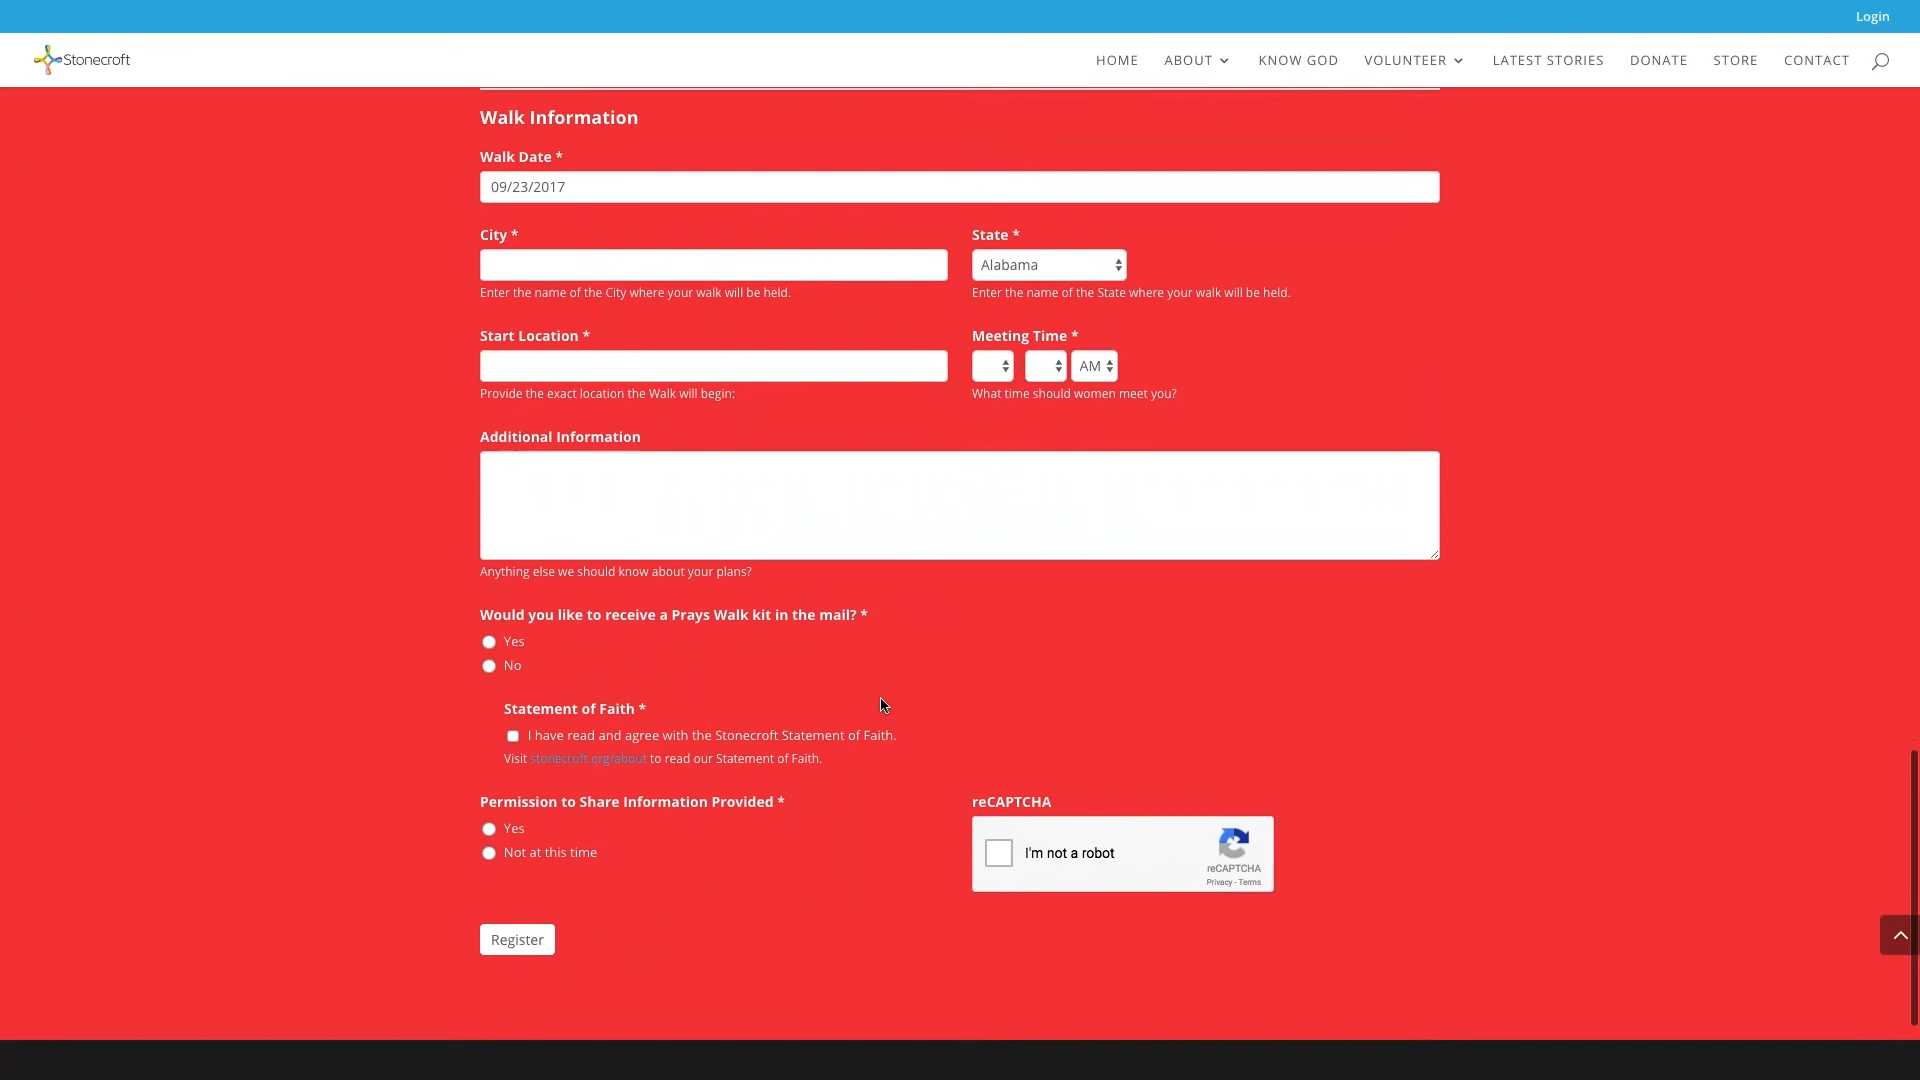 Login
Stonecroft
HOME ABOUT KNOW GOD VOLUNTEER LATEST STORIES DONATE STORE CONTACT
Walk Information
Walk Date *
09/23/2017
City * State *
Alabama
Enter the name of the City where your walk will be held. Enter the name of the State where your walk will be held.
Start Location * Meeting Time *
AM
Provide the exact location the Walk will begin: What time should women meet you?
Additional Information
Anything else we should know about your plans?
Would you like to receive a Prays Walk kit in the mail? *
Yes
No
Statement of Faith *
I have read and agree with the Stonecroft Statement of Faith.
Visit stonecroft.org/about to read our Statement of Faith.
Permission to Share Information Provided * reCAPTCHA
Yes
Not at this time
I'm not a robot
reCAPTCHA
Privacy - Terms
Register